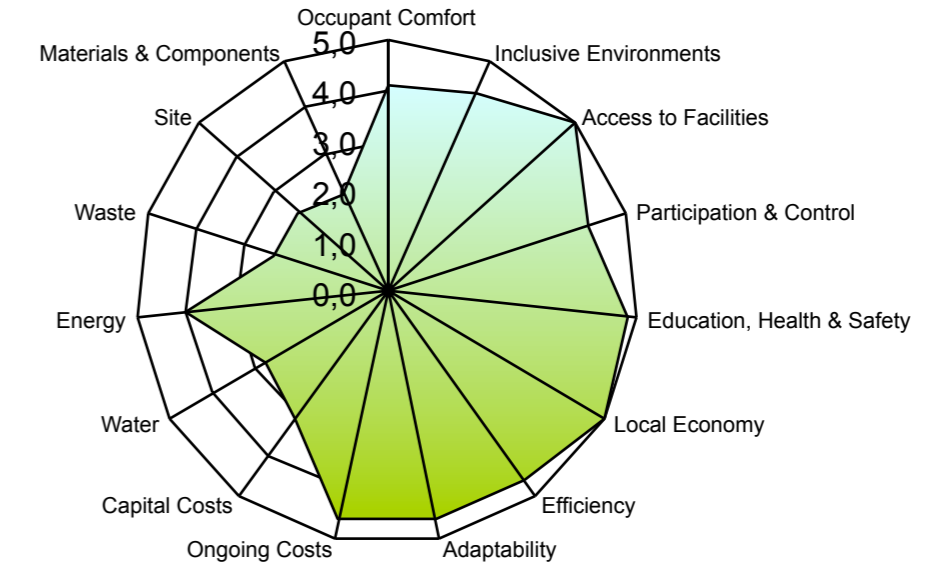 Occupant Comfort
5,0
Materials & Components
Inclusive Environments
4,0
Site
Access to Facilities
3,0
2,0
Waste
Participation & Control
1,0
0,0
Energy
Education, Health & Safety
Water
Local Economy
Capital Costs
Efficiency
Ongoing Costs
Adaptability